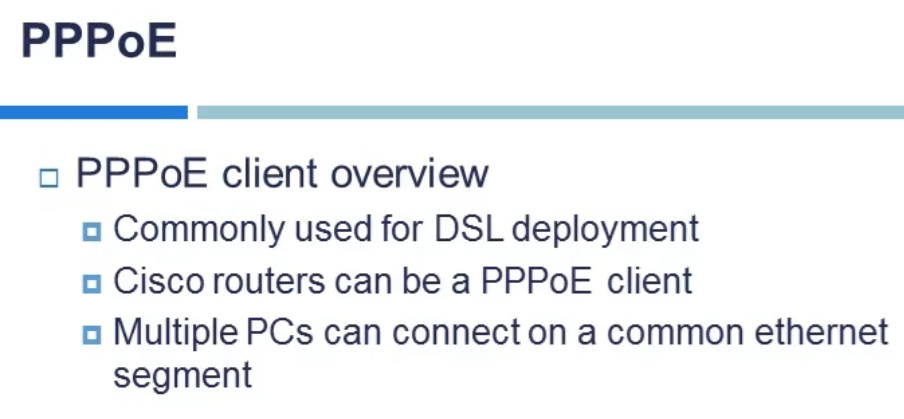 PPPoE
PPPoE client overview
Commonly used for DSL deployment
Cisco routers can be a PPPoE client
Multiple PCs can connect on a common ethernet
segment